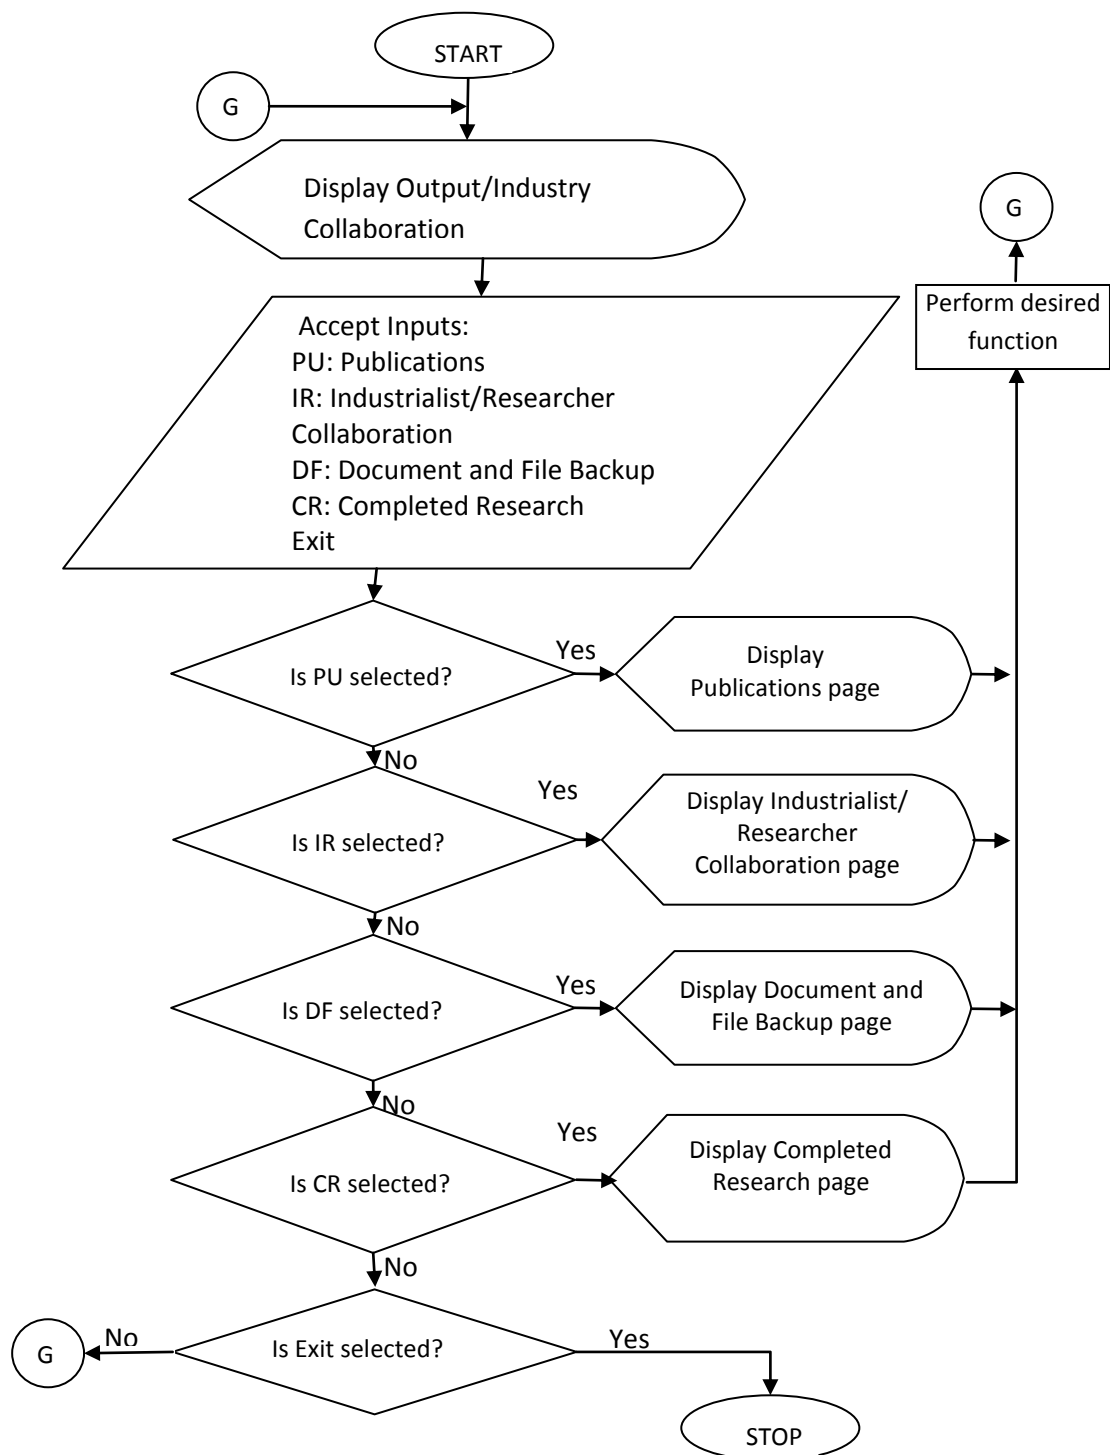 START
G
Display Output/Industry
Collaboration
G
Perform desired
function
Accept Inputs:
PU: Publications
IR: Industrialist/Researcher
Collaboration
DF: Document and File Backup
CR: Completed Research
Exit
Is PU selected?
Yes
Display
Publications page
No
Is IR selected?
Yes
Display Industrialist/
Researcher
Collaboration page
No
Is DF selected?
Yes
Display Document and
File Backup page
No
Is CR selected?
Yes
Display Completed
Research page
No
Is Exit selected?
No
G
Yes
STOP